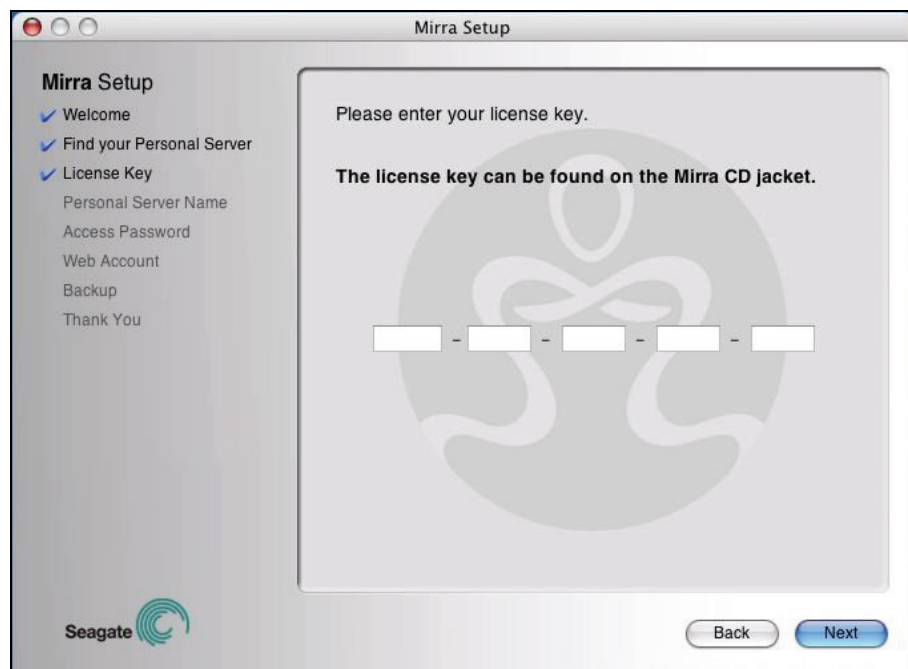 Mirra Setup
Mirra Setup
Welcome
Find your Personal Server
License Key
Personal Server Name
Access Password
Web Account
Backup
Thank You
Please enter your license key.
The license key can be found on the Mirra CD jacket.
- - - -
Seagate
Back
Next